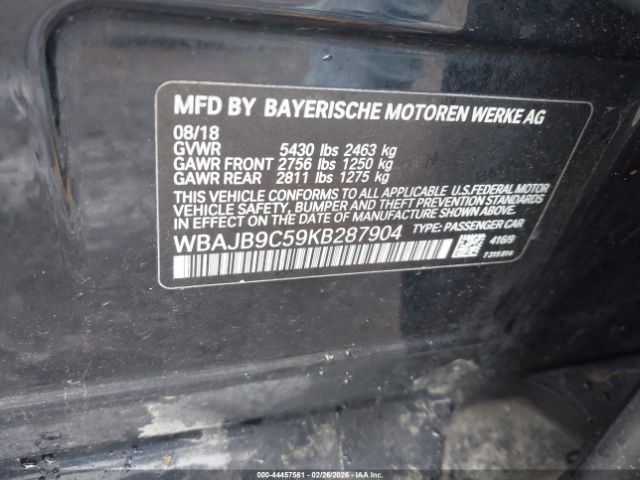 MFD BY BAYERISCHE MOTOREN WERKE AG
08/18
GVWR 5430 lbs 2463 kg
GAWR FRONT 2756 lbs 1250 kg
GAWR REAR 2811 lbs 1275 kg
THIS VEHICLE CONFORMS TO ALL APPLICABLE U.S.FEDERAL MOTOR
VEHICLE SAFETY, BUMPER, AND THEFT PREVENTION STANDARDS IN EFFECT ON THE
DATE OF MANUFACTURE SHOWN ABOVE.
WBAJB9C59KB287904 TYPE: PASSENGER CAR
416/9
000-44457561 02/26/2026 IAA, Inc.